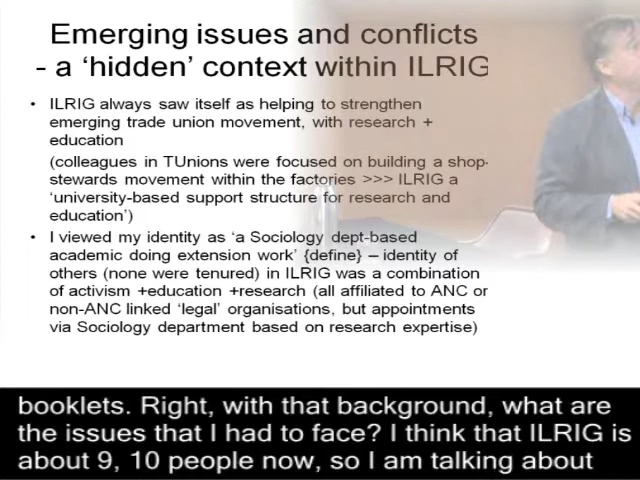 Emerging issues and conflicts
- a ‘hidden’ context within ILRIG
• ILRIG always saw itself as helping to strengthen
emerging trade union movement, with research +
education
(colleagues in TUnions were focused on building a shop-
stewards movement within the factories >>> ILRIG a
‘university-based support structure for research and
education’)
• I viewed my identity as ‘a Sociology dept-based
academic doing extension work’ {define} – identity of
others (none were tenured) in ILRIG was a combination
of activism +education +research (all affiliated to ANC or
non-ANC linked ‘legal’ organisations, but appointments
via Sociology department based on research expertise)
booklets. Right, with that background, what are
the issues that I had to face? I think that ILRIG is
about 9, 10 people now, so I am talking about